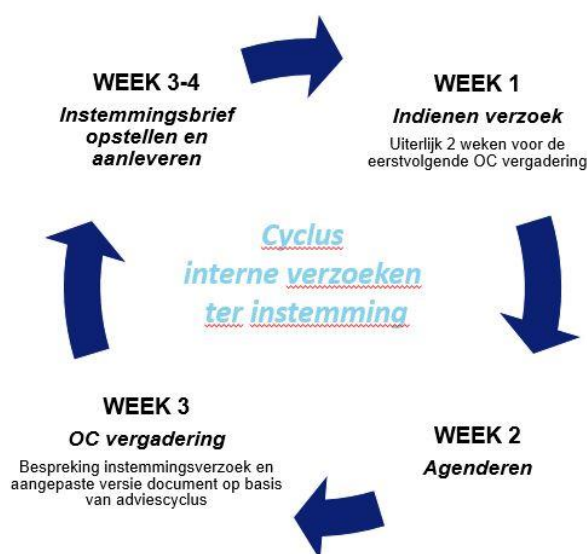 WEEK 3-4
Instemmingsbrief
opstellen en
aanleveren
WEEK 1
Indienen verzoek
Uiterlijk 2 weken voor de
eerstvolgende OC vergadering
Cyclus
interne verzoeken
ter instemming
WEEK 3
OC vergadering
Bespreking instemmingsverzoek en
aangepaste versie document op basis
van adviescyclus
WEEK 2
Agenderen